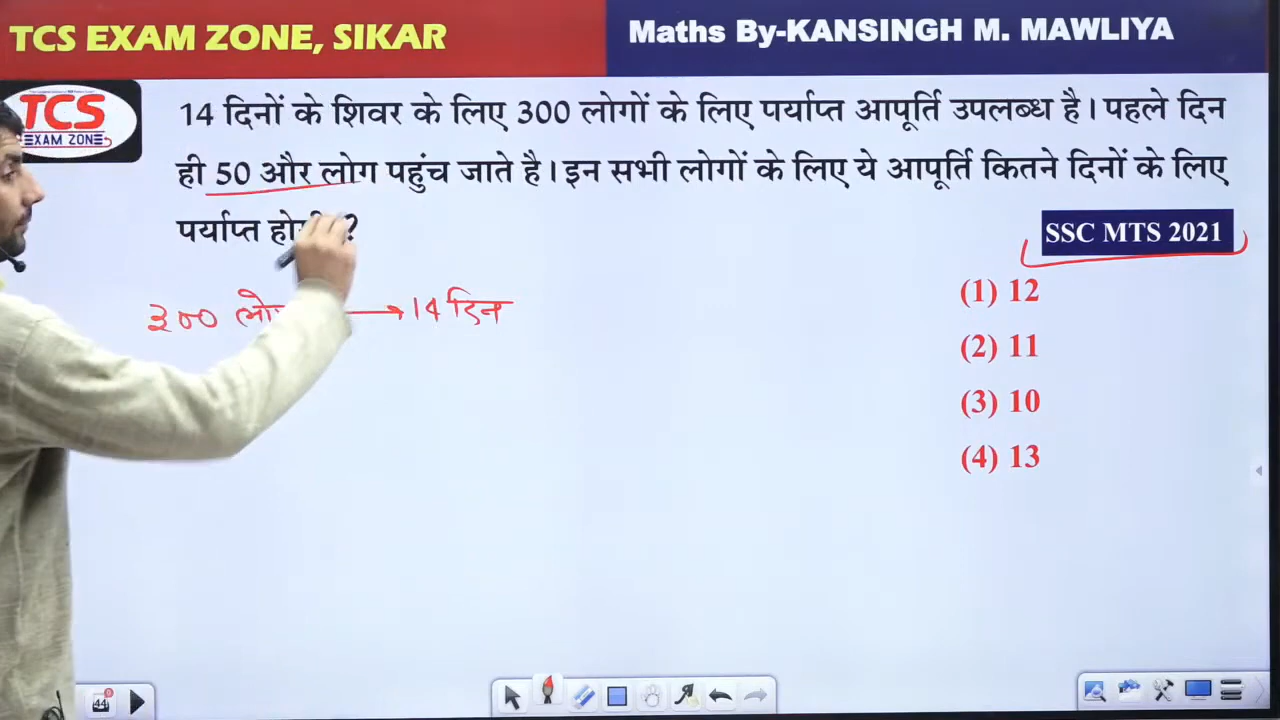 TCS EXAM ZONE, SIKAR
Maths By-KANSINGH M. MAWLIYA
TCS
EXAM ZONE
14 दिनों के शिवर के लिए 300 लोगों के लिए पर्याप्त आपूर्ति उपलब्ध है। पहले दिन
ही 50 और लोग पहुंच जाते है। इन सभी लोगों के लिए ये आपूर्ति कितने दिनों के लिए
पर्याप्त ?
SSC MTS 2021
300 → 14 दिन
(1) 12
(2) 11
(3) 10
(4) 13
44